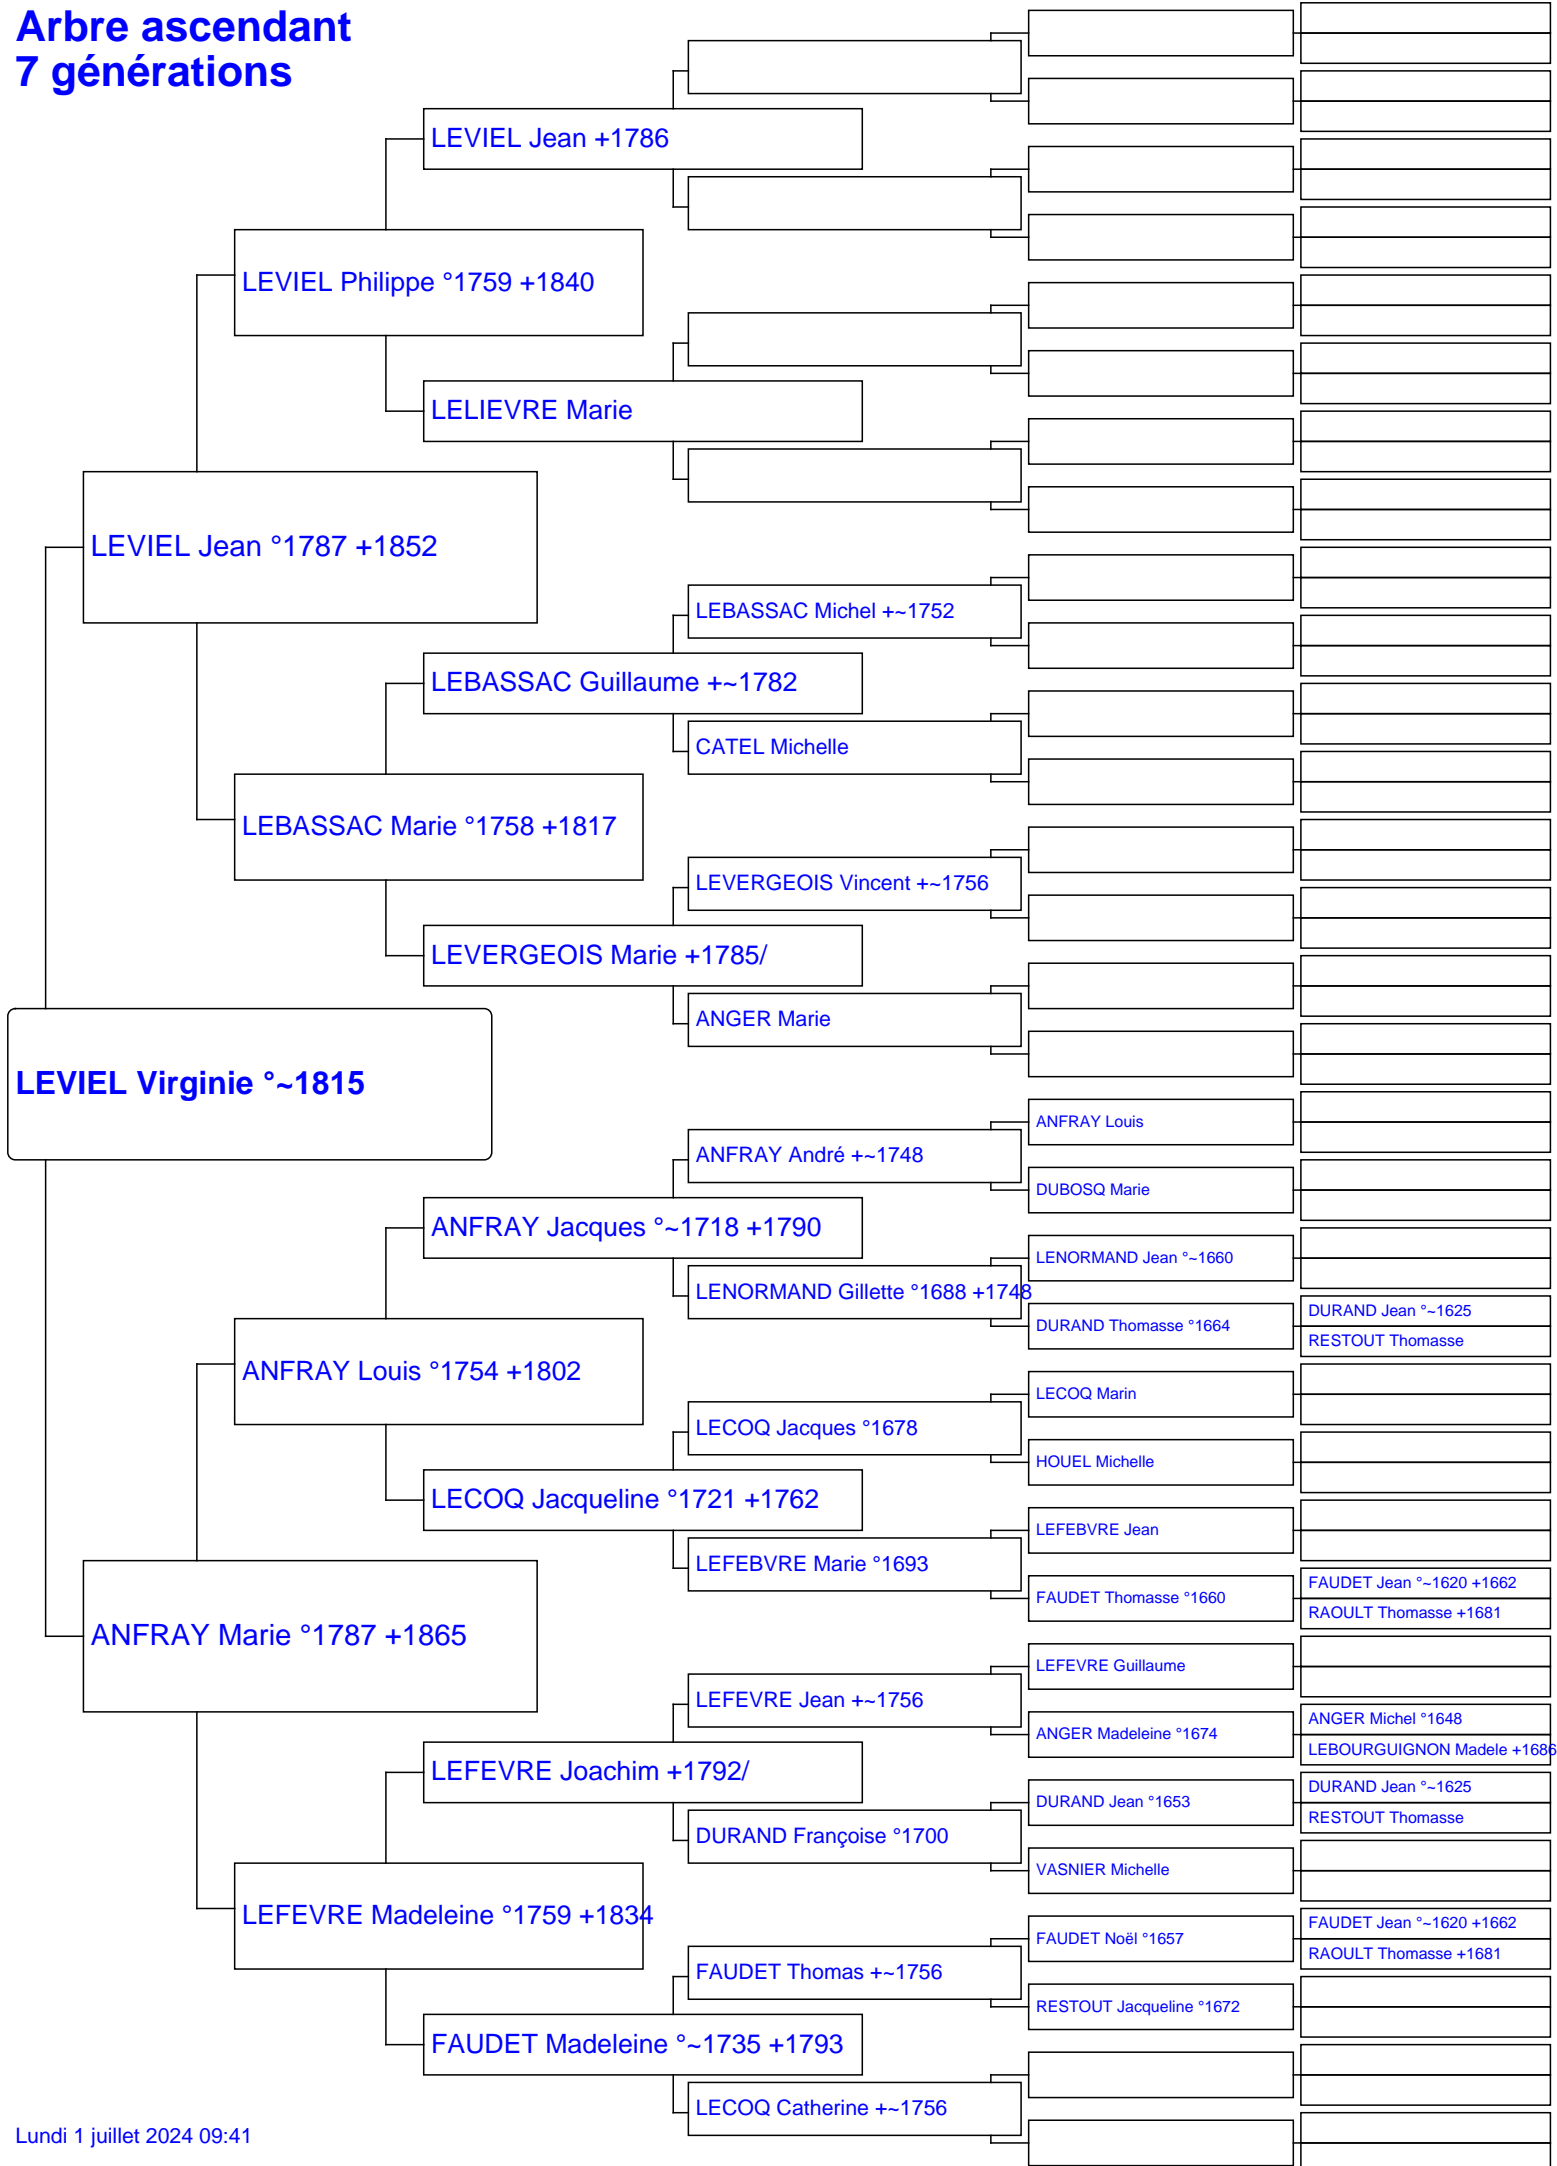 Arbre ascendant
7 générations
LEVIEL Jean +1786
LEVIEL Philippe °1759 +1840
LELIEVRE Marie
LEVIEL Jean °1787 +1852
LEBASSAC Michel +~1752
LEBASSAC Guillaume +~1782
CATEL Michelle
LEBASSAC Marie °1758 +1817
LEVERGEOIS Vincent +~1756
LEVERGEOIS Marie +1785/
ANGER Marie
LEVIEL Virginie °~1815
ANFRAY Louis
ANFRAY André +~1748
DUBOSQ Marie
ANFRAY Jacques °~1718 +1790
LENORMAND Jean °~1660
LENORMAND Gillette °1688 +1748
DURAND Jean °~1625
DURAND Thomasse °1664
RESTOUT Thomasse
ANFRAY Louis °1754 +1802
LECOQ Marin
LECOQ Jacques °1678
HOUEL Michelle
LECOQ Jacqueline °1721 +1762
LEFEBVRE Jean
LEFEBVRE Marie °1693
FAUDET Jean °~1620 +1662
FAUDET Thomasse °1660
RAOULT Thomasse +1681
ANFRAY Marie °1787 +1865
LEFEVRE Guillaume
LEFEVRE Jean +~1756
ANGER Michel °1648
ANGER Madeleine °1674
LEBOURGUIGNON Madele +1686
LEFEVRE Joachim +1792/
DURAND Jean °~1625
DURAND Jean °1653
RESTOUT Thomasse
DURAND Françoise °1700
VASNIER Michelle
LEFEVRE Madeleine °1759 +1834
FAUDET Jean °~1620 +1662
FAUDET Noël °1657
RAOULT Thomasse +1681
FAUDET Thomas +~1756
RESTOUT Jacqueline °1672
FAUDET Madeleine °~1735 +1793
LECOQ Catherine +~1756
Lundi 1 juillet 2024 09:41